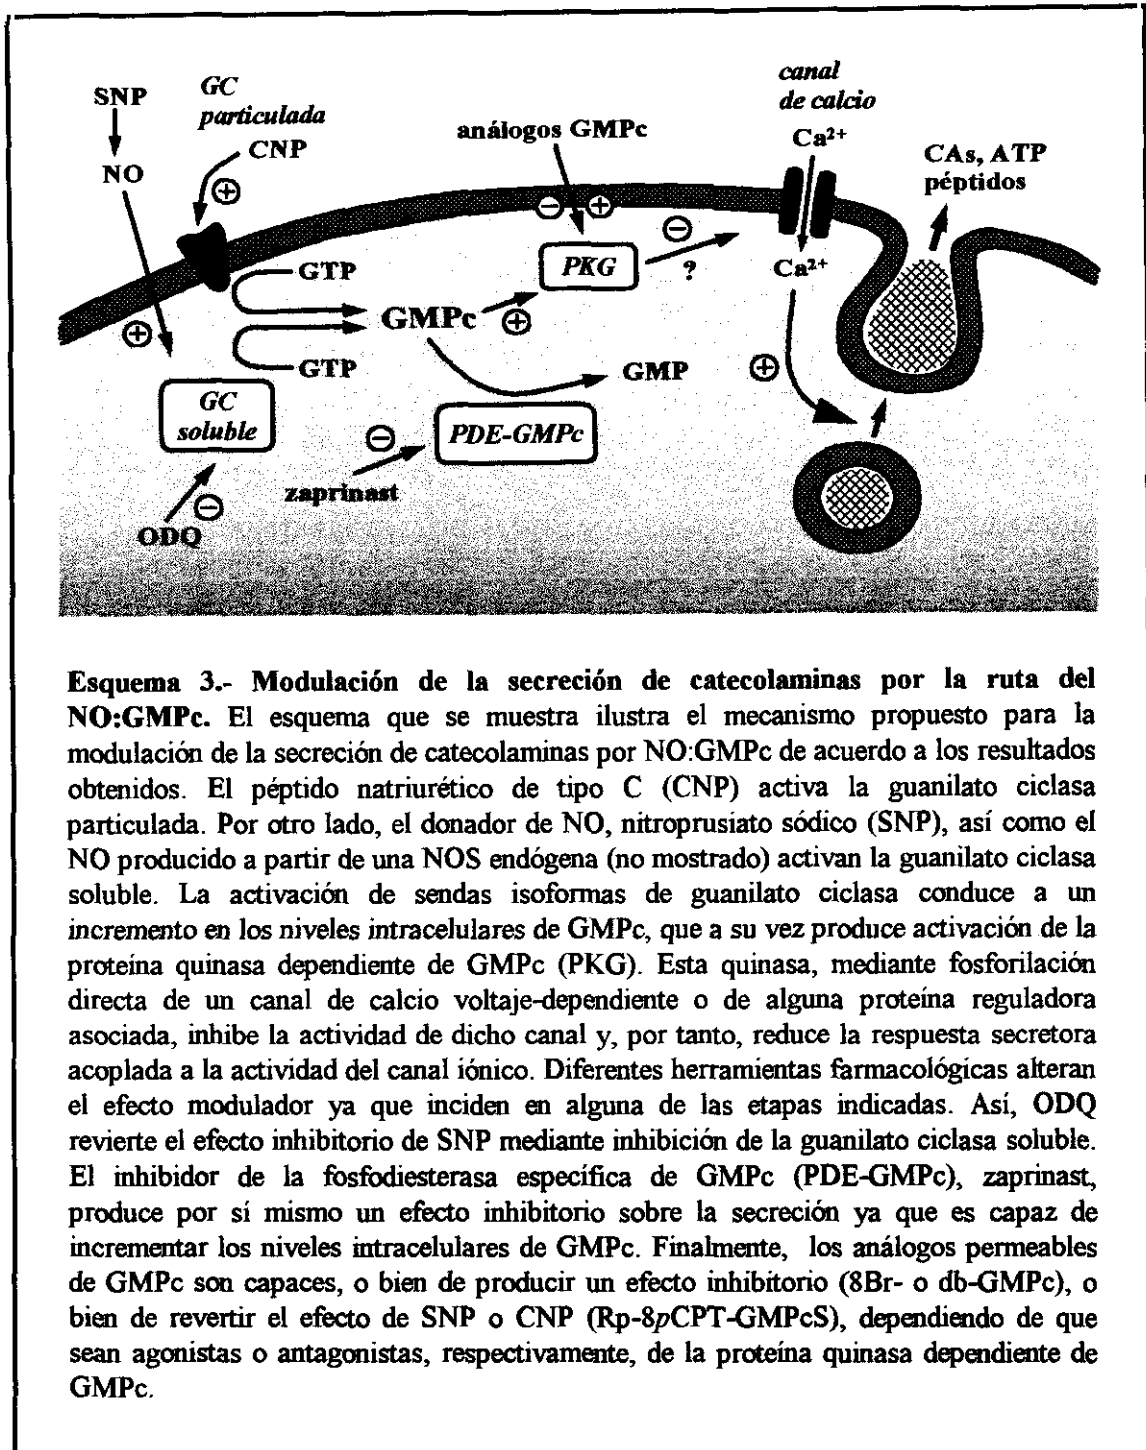 SNP
NO
GC
particulada
CNP
análogos GMPc
canal
de calcio
Ca²⁺
CAs, ATP
péptidos
GTP
PKG
?
Ca²⁺
GMPc
GTP
GMP
GC
soluble
PDE-GMPc
zaprinast
ODQ
Esquema 3.- Modulación de la secreción de catecolaminas por la ruta del
NO:GMPc. El esquema que se muestra ilustra el mecanismo propuesto para la
modulación de la secreción de catecolaminas por NO:GMPc de acuerdo a los resultados
obtenidos. El péptido natriurético de tipo C (CNP) activa la guanilato ciclasa
particulada. Por otro lado, el donador de NO, nitroprusiato sódico (SNP), así como el
NO producido a partir de una NOS endógena (no mostrado) activan la guanilato ciclasa
soluble. La activación de sendas isoformas de guanilato ciclasa conduce a un
incremento en los niveles intracelulares de GMPc, que a su vez produce activación de la
proteína quinasa dependiente de GMPc (PKG). Esta quinasa, mediante fosforilación
directa de un canal de calcio voltaje-dependiente o de alguna proteína reguladora
asociada, inhibe la actividad de dicho canal y, por tanto, reduce la respuesta secretora
acoplada a la actividad del canal iónico. Diferentes herramientas farmacológicas alteran
el efecto modulador ya que inciden en alguna de las etapas indicadas. Así, ODQ
revierte el efecto inhibitorio de SNP mediante inhibición de la guanilato ciclasa soluble.
El inhibidor de la fosfodiesterasa específica de GMPc (PDE-GMPc), zaprinast,
produce por sí mismo un efecto inhibitorio sobre la secreción ya que es capaz de
incrementar los niveles intracelulares de GMPc. Finalmente, los análogos permeables
de GMPc son capaces, o bien de producir un efecto inhibitorio (8Br- o db-GMPc), o
bien de revertir el efecto de SNP o CNP (Rp-8pCPT-GMPcS), dependiendo de que
sean agonistas o antagonistas, respectivamente, de la proteína quinasa dependiente de
GMPc.